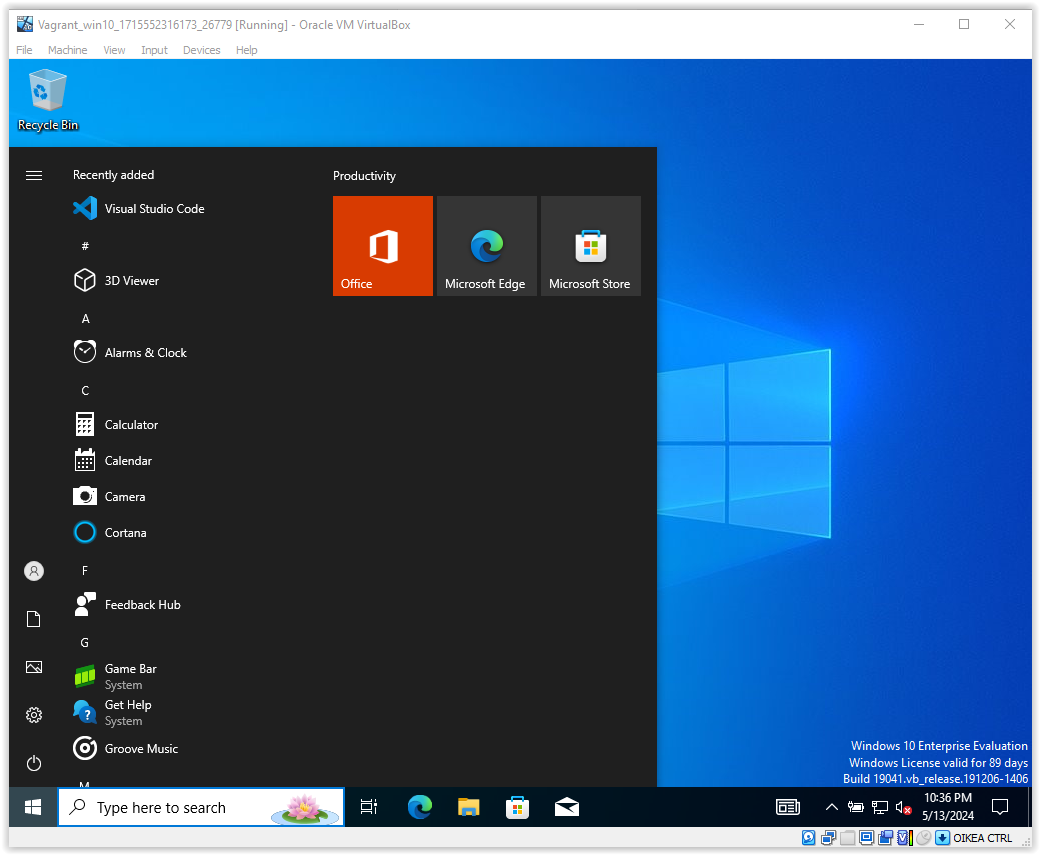 Vagrant_win10_1715552316173_26779 [Running] - Oracle VM VirtualBox
File Machine View Input Devices Help
Recycle Bin
Recently added
Productivity
Visual Studio Code
#
3D Viewer
Office
Microsoft Edge
Microsoft Store
A
Alarms & Clock
C
Calculator
Calendar
Camera
Cortana
F
Feedback Hub
G
Game Bar
System
Get Help
System
Groove Music
M
Windows 10 Enterprise Evaluation
Windows License valid for 89 days
Build 19041.vb_release.191206-1406
Type here to search
10:36 PM
5/13/2024
OIKEA CTRL